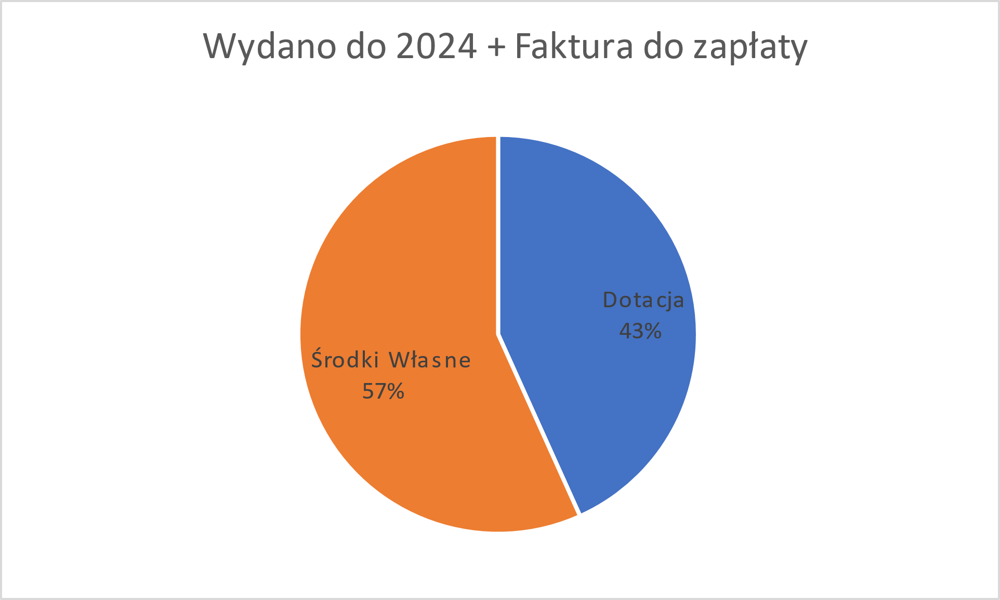 Wydano do 2024 + Faktura do zapłaty
Dotacja
43%
Środki Własne
57%